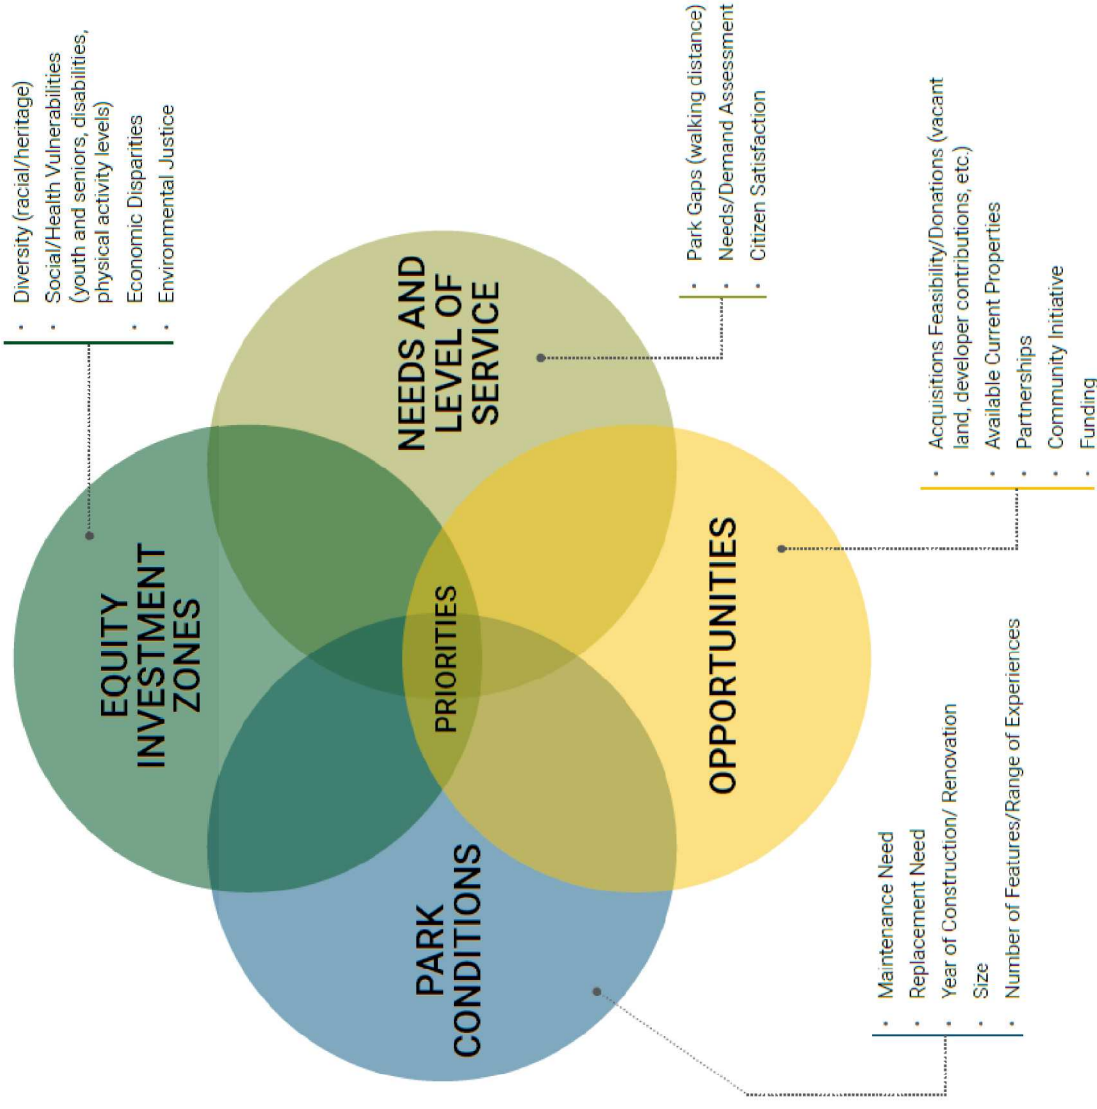 EQUITY
INVESTMENT
ZONES
• Diversity (racial/heritage)
• Social/Health Vulnerabilities
(youth and seniors, disabilities,
physical activity levels)
• Economic Disparities
• Environmental Justice
PARK
CONDITIONS
PRIORITIES
NEEDS AND
LEVEL OF
SERVICE
• Park Gaps (walking distance)
• Needs/Demand Assessment
• Citizen Satisfaction
OPPORTUNITIES
• Maintenance Need
• Replacement Need
• Year of Construction/ Renovation
• Size
• Number of Features/Range of Experiences
• Acquisitions Feasibility/Donations (vacant
land, developer contributions, etc.)
• Available Current Properties
• Partnerships
• Community Initiative
• Funding